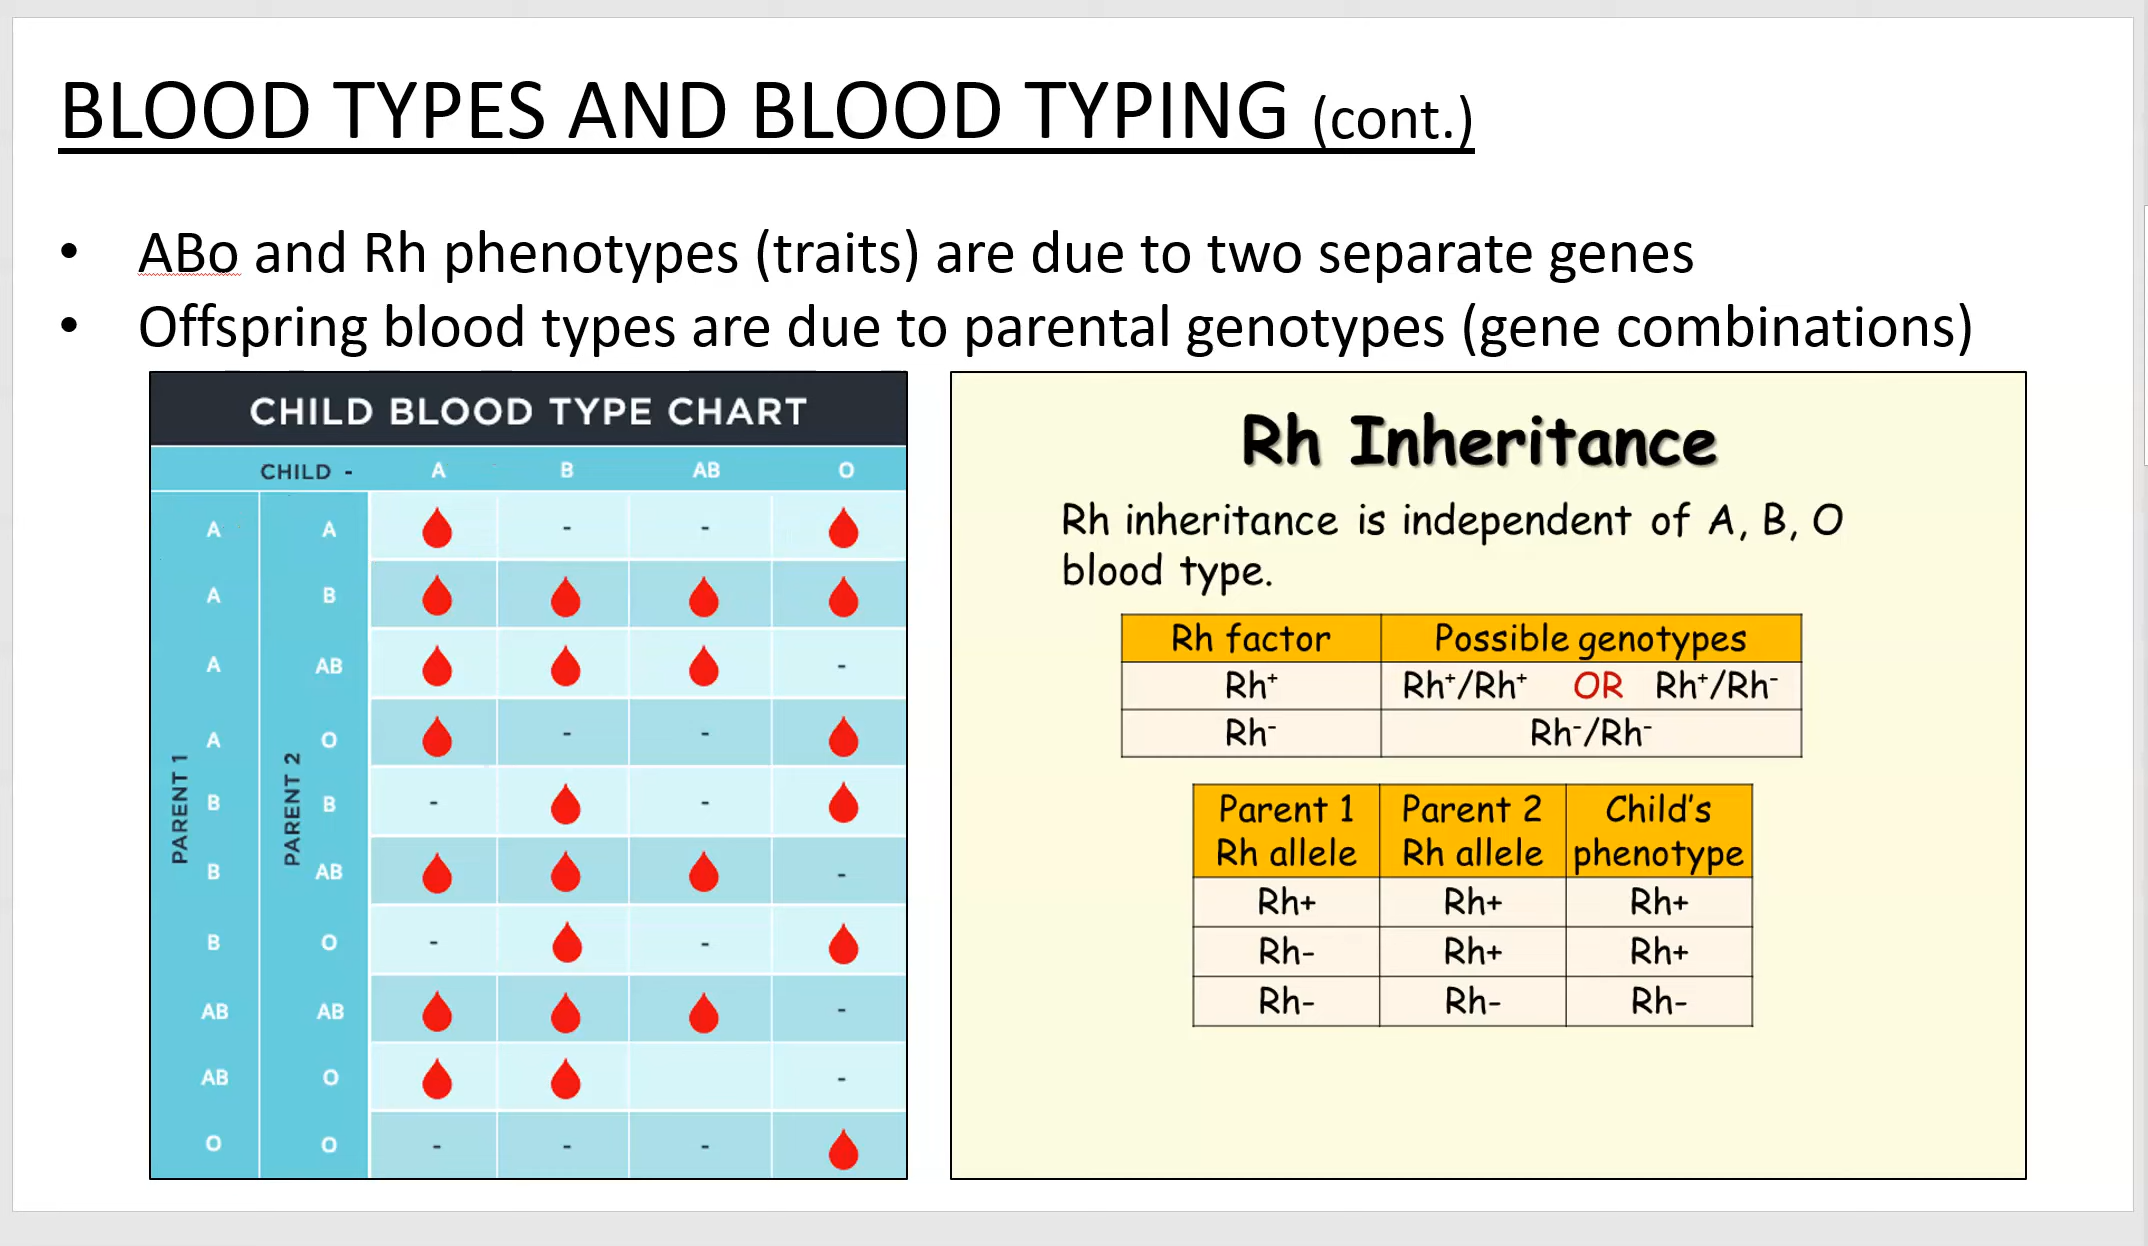 BLOOD TYPES AND BLOOD TYPING (cont.)
• ABo and Rh phenotypes (traits) are due to two separate genes
• Offspring blood types are due to parental genotypes (gene combinations)
CHILD BLOOD TYPE CHART
CHILD - A B AB O
PARENT 1
PARENT 2
A A - -
A B
A AB -
A O - -
B B - -
B AB -
B O - -
AB AB -
AB O -
O O - - -
Rh Inheritance
Rh inheritance is independent of A, B, O
blood type.
Rh factor Possible genotypes
Rh⁺ Rh⁺/Rh⁺ OR Rh⁺/Rh⁻
Rh⁻ Rh⁻/Rh⁻
Parent 1 Parent 2 Child's
Rh allele Rh allele phenotype
Rh+ Rh+ Rh+
Rh- Rh+ Rh+
Rh- Rh- Rh-